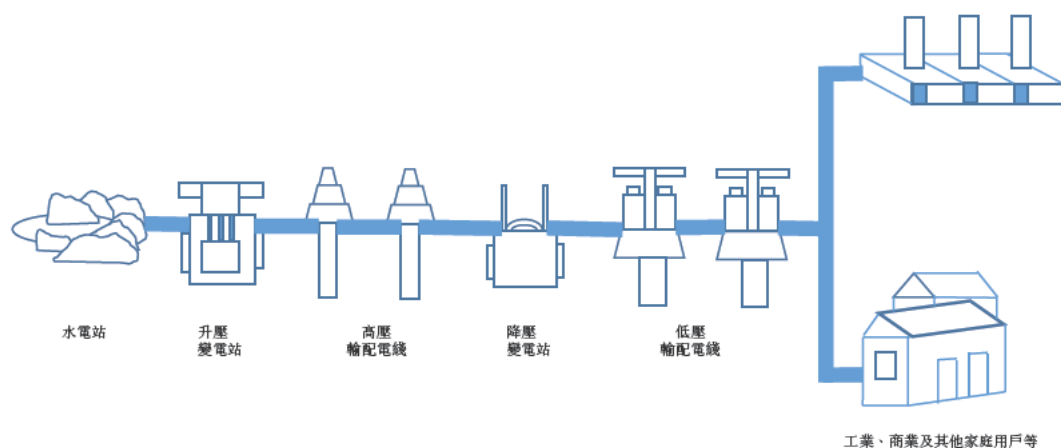 水電站
升壓
變電站
高壓
輸配電綫
降壓
變電站
低壓
輸配電綫
工業、商業及其他家庭用戶等